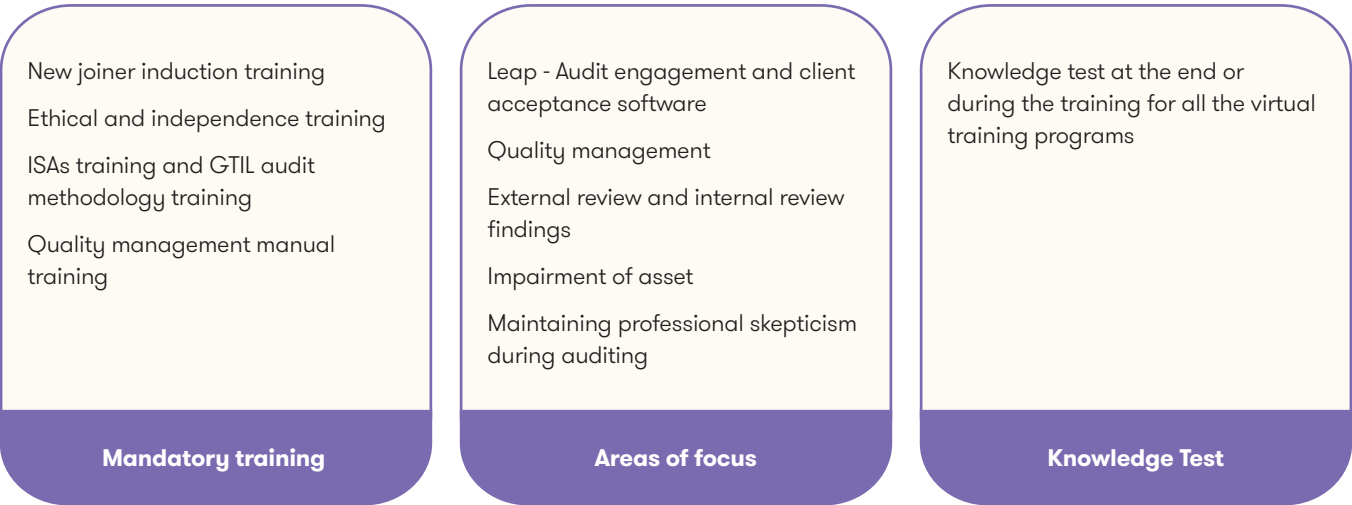 New joiner induction training
Ethical and independence training
ISAs training and GTIL audit
methodology training
Quality management manual
training
Mandatory training
Leap - Audit engagement and client
acceptance software
Quality management
External review and internal review
findings
Impairment of asset
Maintaining professional skepticism
during auditing
Areas of focus
Knowledge test at the end or
during the training for all the virtual
training programs
Knowledge Test